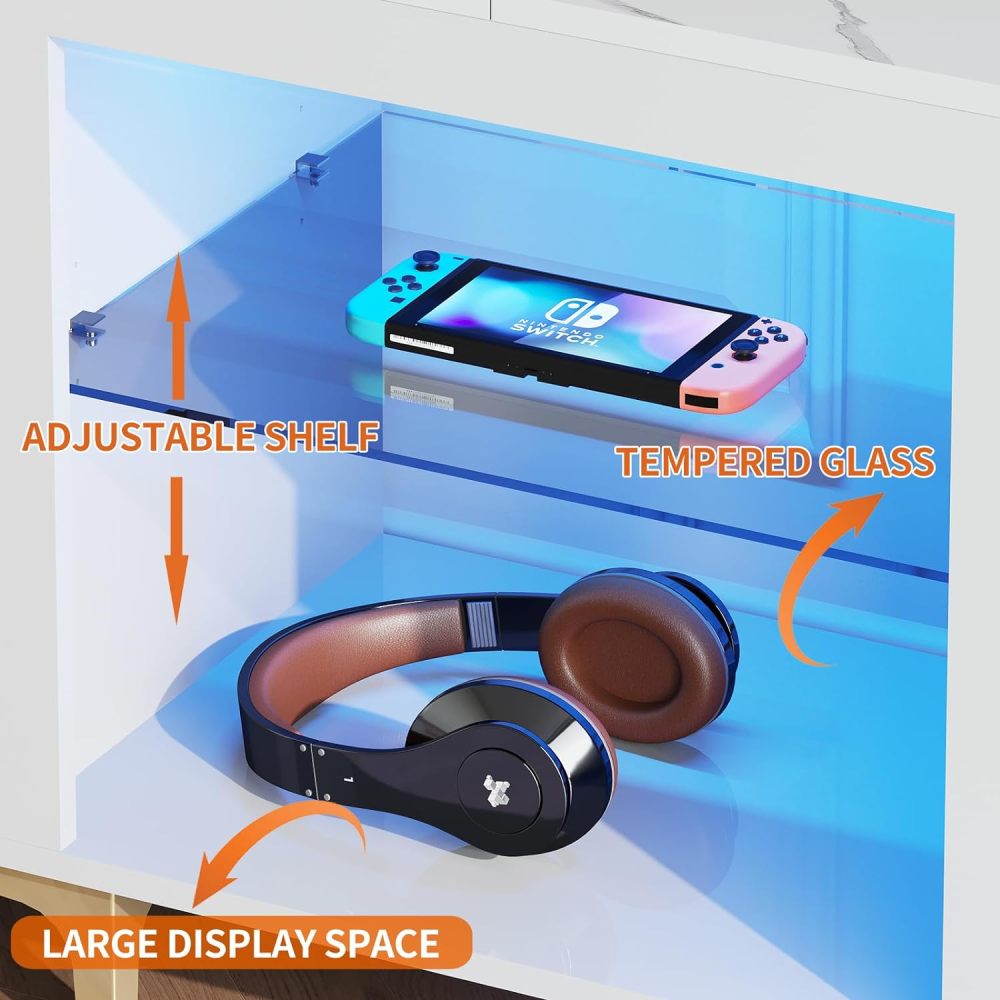 NINTENDO
SWITCH
ADJUSTABLE SHELF
TEMPERED GLASS
L
LARGE DISPLAY SPACE